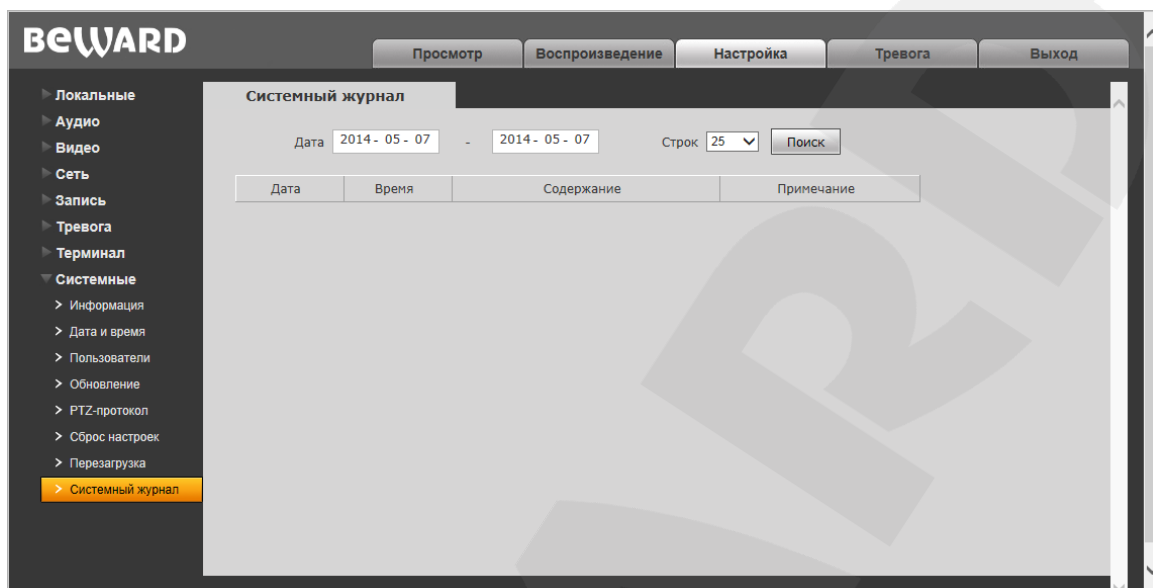 BEWARD
Просмотр Воспроизведение Настройка Тревога Выход
Локальные
Аудио
Видео
Сеть
Запись
Тревога
Терминал
Системные
Информация
Дата и время
Пользователи
Обновление
PTZ-протокол
Сброс настроек
Перезагрузка
Системный журнал
Системный журнал
Дата 2014 - 05 - 07 - 2014 - 05 - 07 Строк 25 Поиск
Дата Время Содержание Примечание